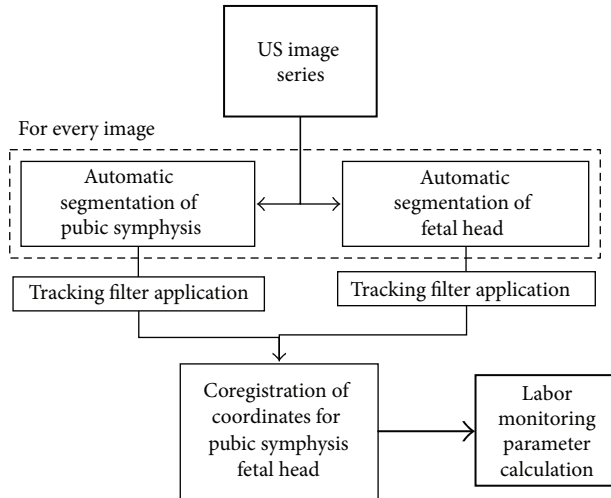 US image
series
For every image
Automatic
segmentation of
pubic symphysis
Automatic
segmentation of
fetal head
Tracking filter application
Tracking filter application
Coregistration of
coordinates for
pubic symphysis
fetal head
Labor
monitoring
parameter
calculation